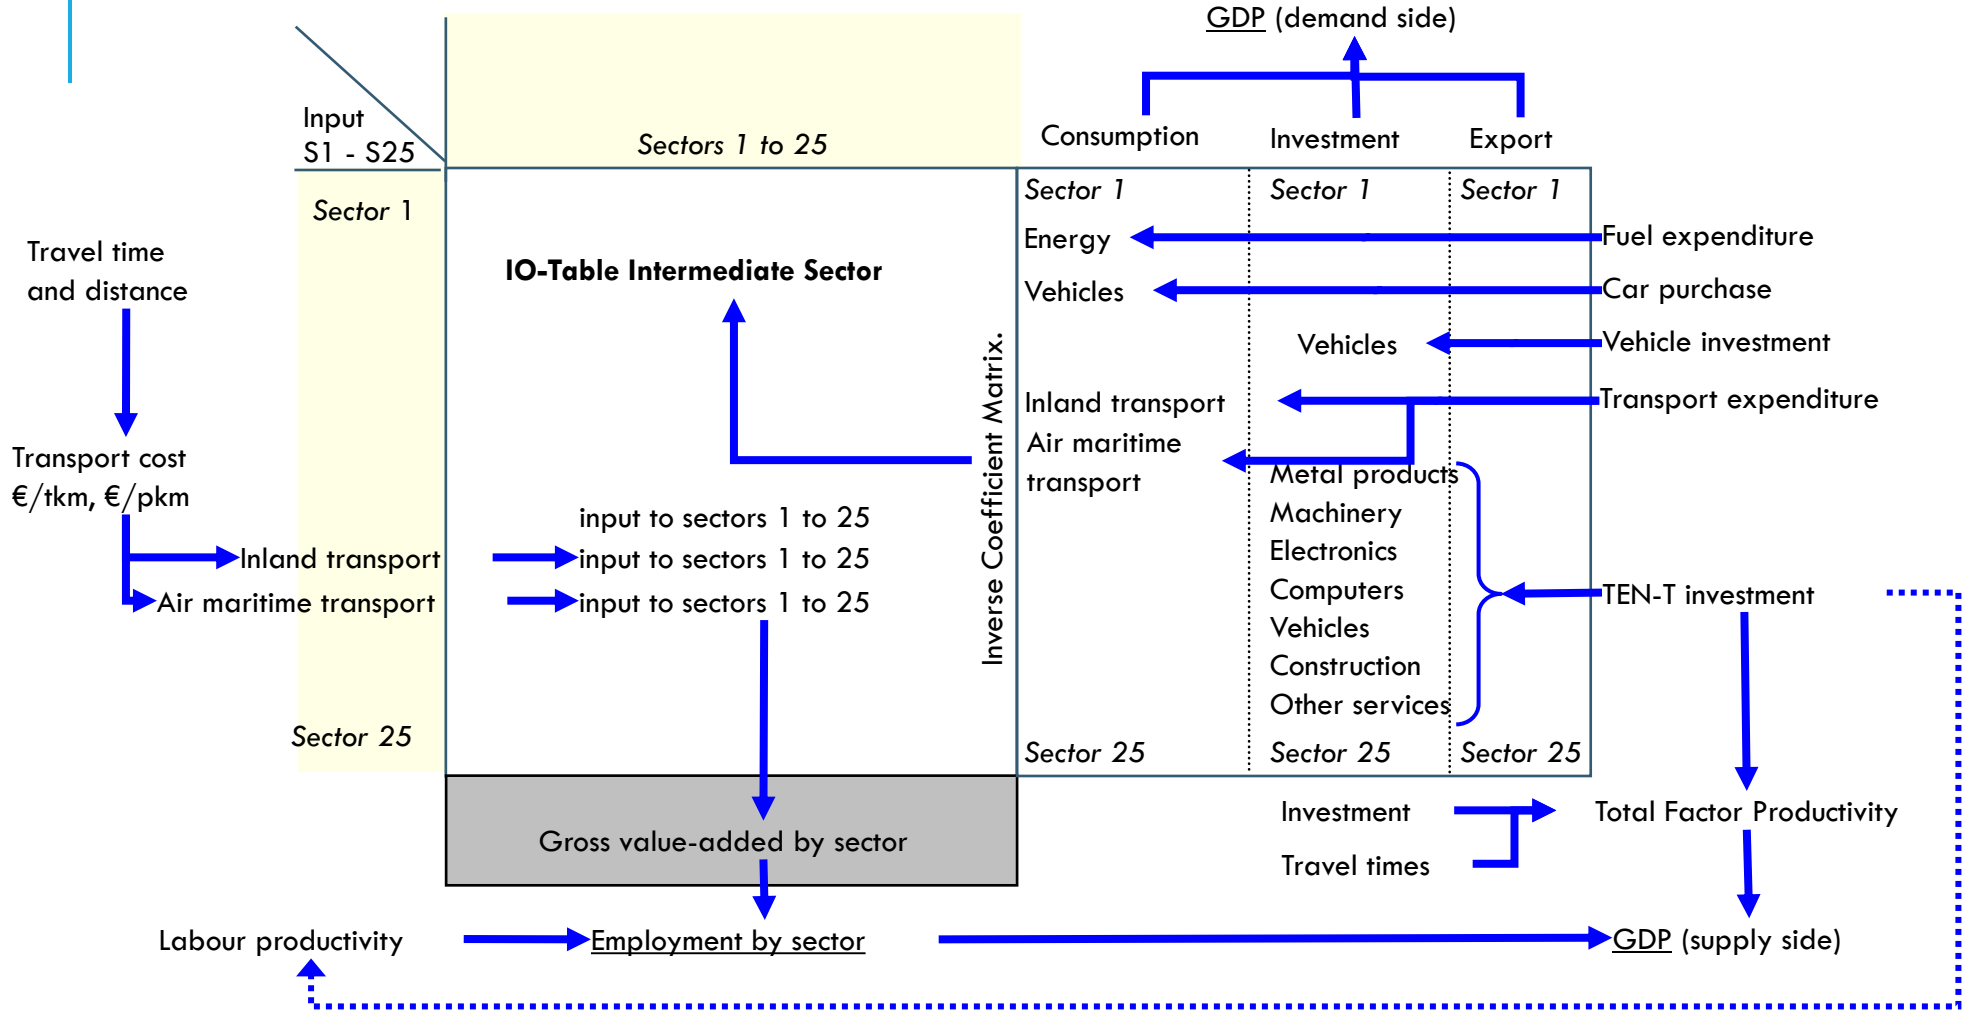 GDP (demand side)
Input
S1 - S25
Sectors 1 to 25
Consumption
Investment
Export
Sector 1
Sector 1
Sector 1
Sector 1
Energy
Fuel expenditure
Travel time
and distance
IO-Table Intermediate Sector
Vehicles
Car purchase
Vehicles
Vehicle investment
Inverse Coefficient Matrix.
Inland transport
Transport expenditure
Air maritime
transport
Transport cost
€/tkm, €/pkm
Metal products
Machinery
Electronics
Computers
Vehicles
Construction
Other services
input to sectors 1 to 25
Inland transport
input to sectors 1 to 25
Air maritime transport
input to sectors 1 to 25
TEN-T investment
Sector 25
Sector 25
Sector 25
Sector 25
Investment
Total Factor Productivity
Gross value-added by sector
Travel times
Labour productivity
Employment by sector
GDP (supply side)